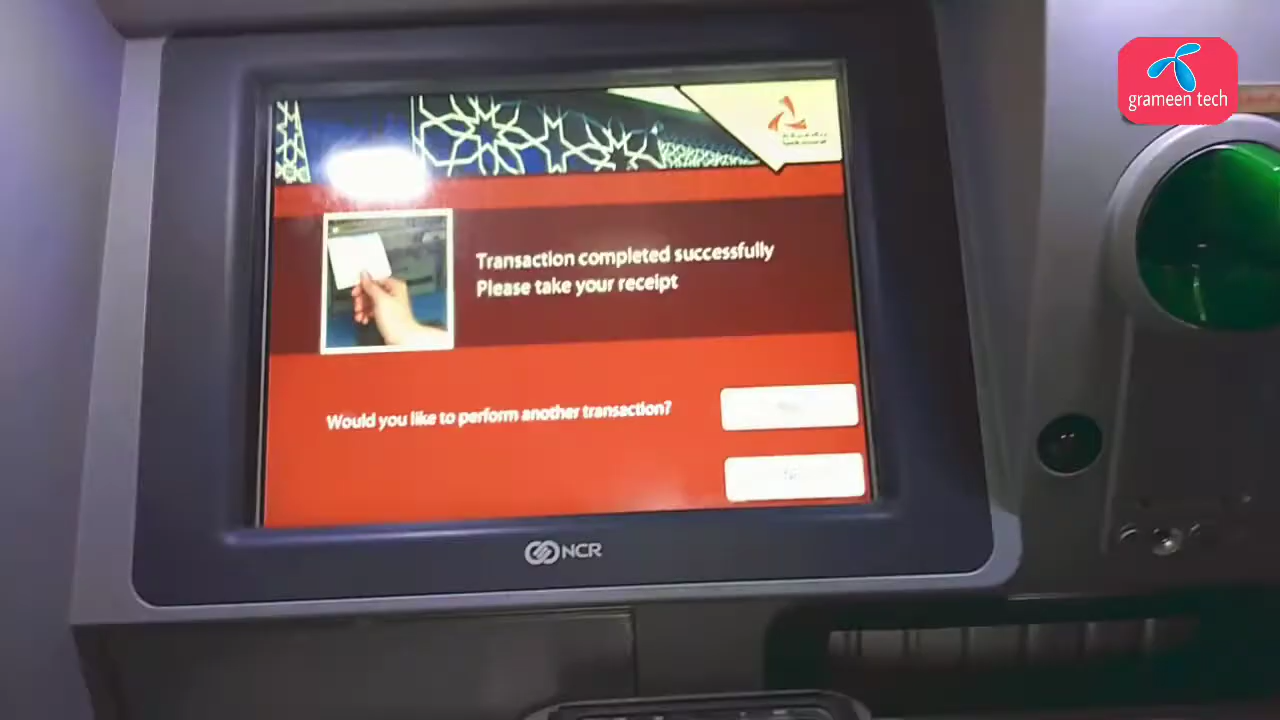 grameen tech
Transaction completed successfully
Please take your receipt
Would you like to perform another transaction?
NCR